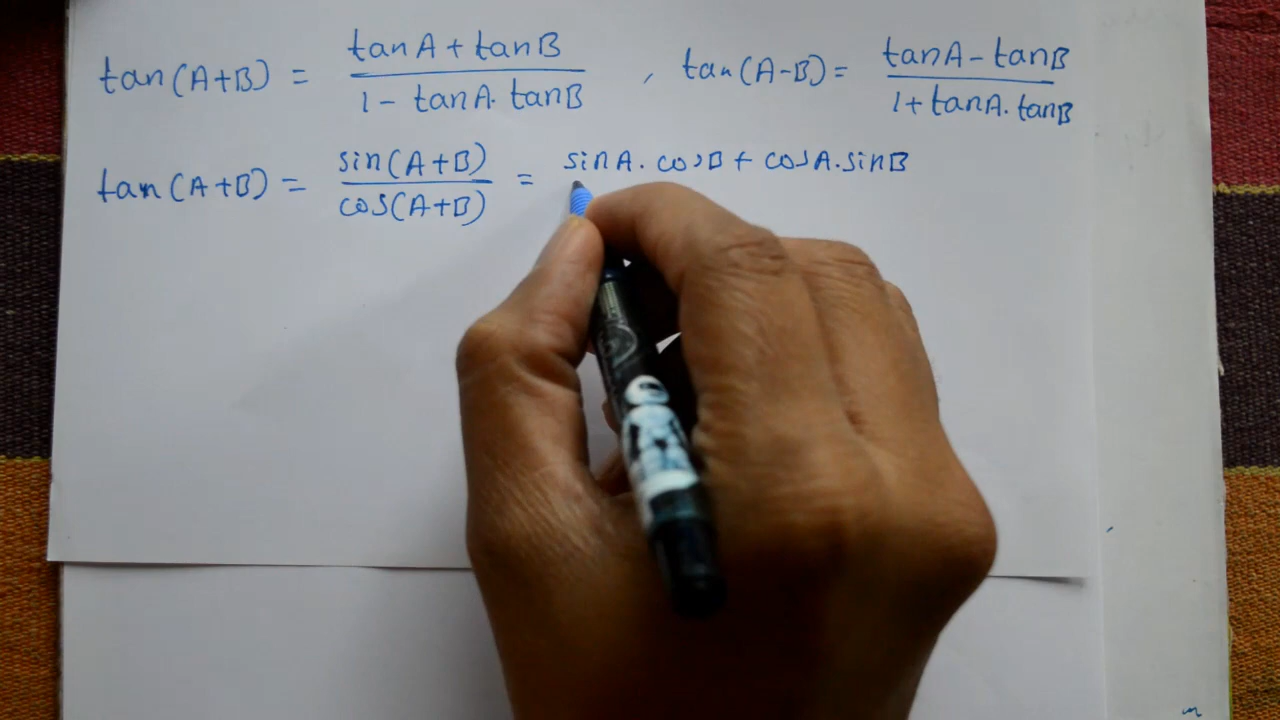 tan(A+B) = (tanA + tanB)/(1 - tanA. tanB) , tan(A-B)= (tanA - tanB)/(1+tanA. tanB)
tan(A+B) = sin(A+B)/cos(A+B) = sinA. cosB + cosA.sinB